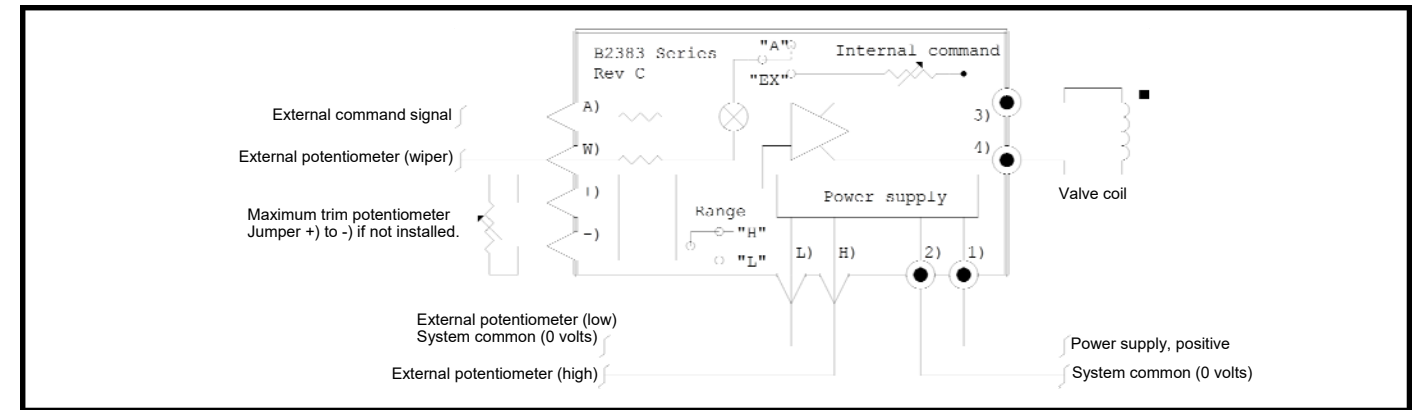 B2383 Series
Rev C
"A"
"EX"
Internal command
External command signal
A)
3)
External potentiometer (wiper)
W)
4)
Valve coil
Maximum trim potentiometer
Jumper +) to -) if not installed.
-)
Range
"H"
"L"
Power supply
L)
H)
2)
1)
External potentiometer (low)
System common (0 volts)
External potentiometer (high)
Power supply, positive
System common (0 volts)